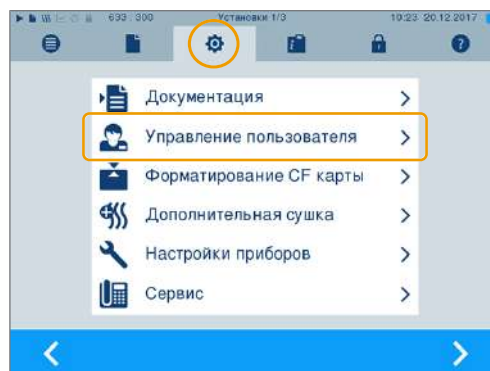 633 : 300 Установки 1/3 10:23 20.12.2017
Документация
Управление пользователя
Форматирование CF карты
Дополнительная сушка
Настройки приборов
Сервис